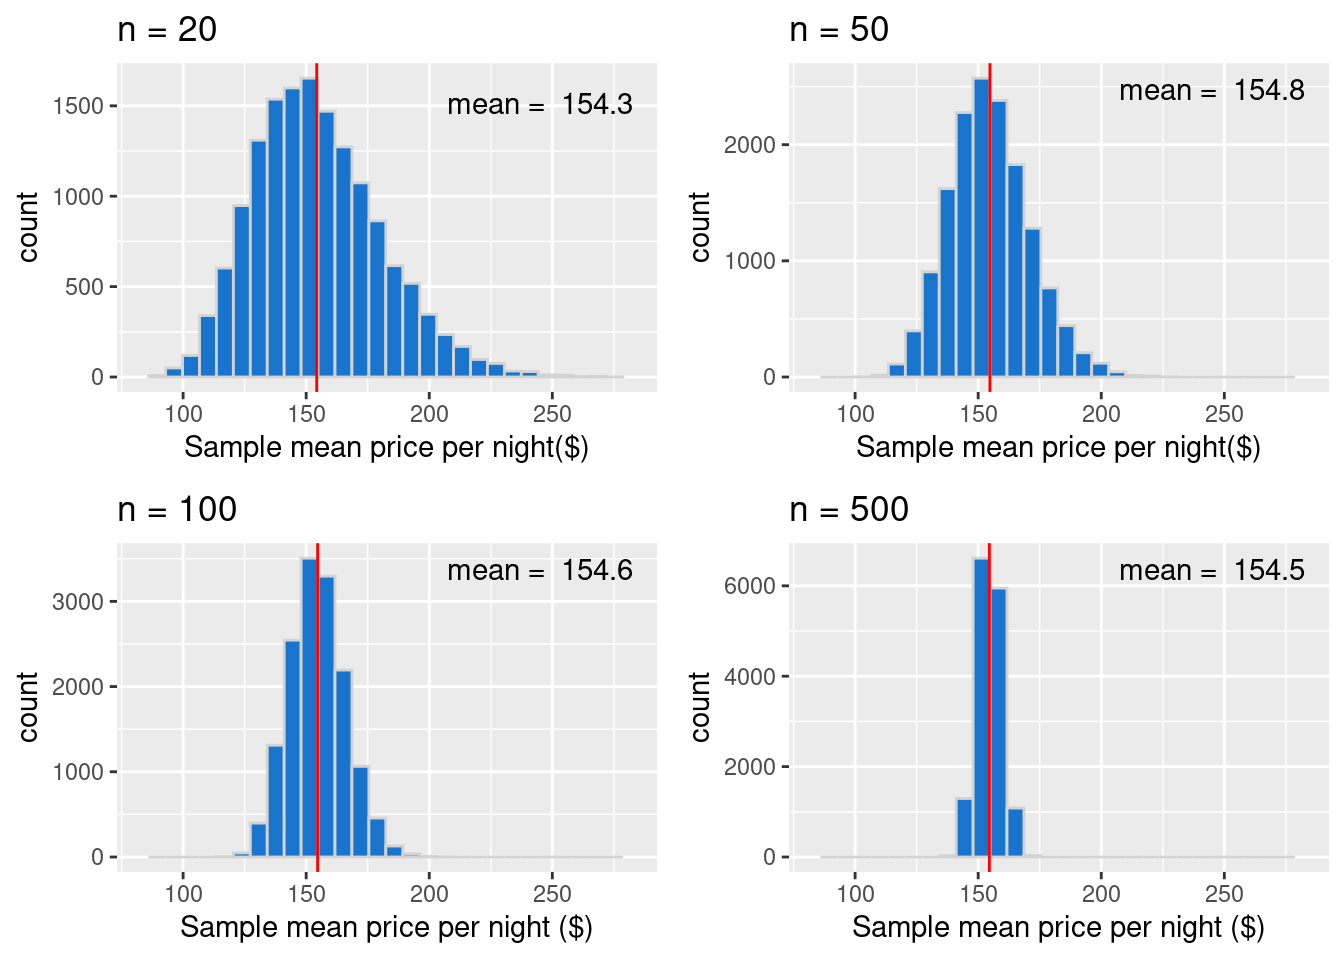 n = 20
mean = 154.3
1500
1000
500
0
count
100 150 200 250
Sample mean price per night($)
n = 50
mean = 154.8
2000
1000
0
count
100 150 200 250
Sample mean price per night($)
n = 100
mean = 154.6
3000
2000
1000
0
count
100 150 200 250
Sample mean price per night ($)
n = 500
mean = 154.5
6000
4000
2000
0
count
100 150 200 250
Sample mean price per night ($)